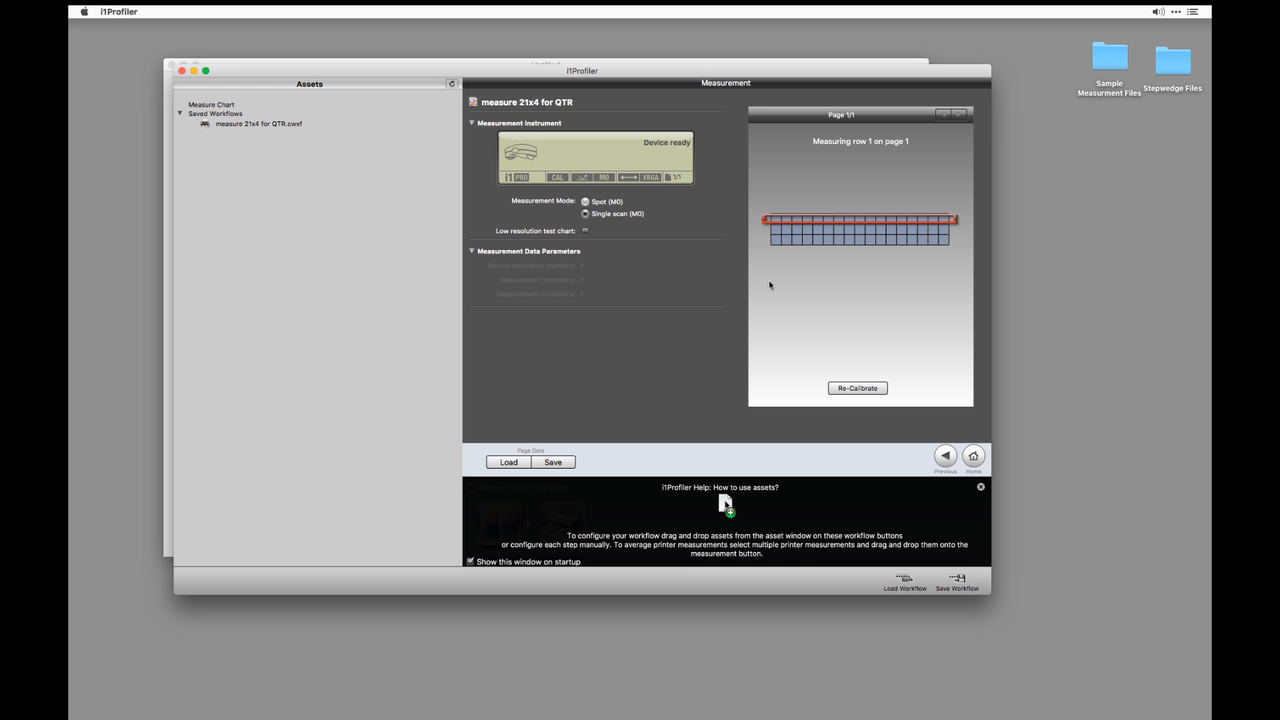 i1Profiler
i1Profiler
Assets
Measurement
Measure Chart
Saved Workflows
measure 21x4 for QTR.cwxf
measure 21x4 for QTR
Measurement Instrument
Device ready
i1 PRO CAL M0 XRGA 1/1
Measurement Mode: Spot (M0)
Single scan (M0)
Low resolution test chart:
Measurement Data Parameters
Measurement geometry: ?
Page 1/1
Measuring row 1 on page 1
Re-Calibrate
Page Data
Load Save
Previous Home
i1Profiler Help: How to use assets?
To configure your workflow drag and drop assets from the asset window on these workflow buttons
or configure each step manually. To average printer measurements select multiple printer measurements and drag and drop them onto the
measurement button.
Show this window on startup
Load Workflow Save Workflow
Sample
Measurment Files
Stepwedge Files